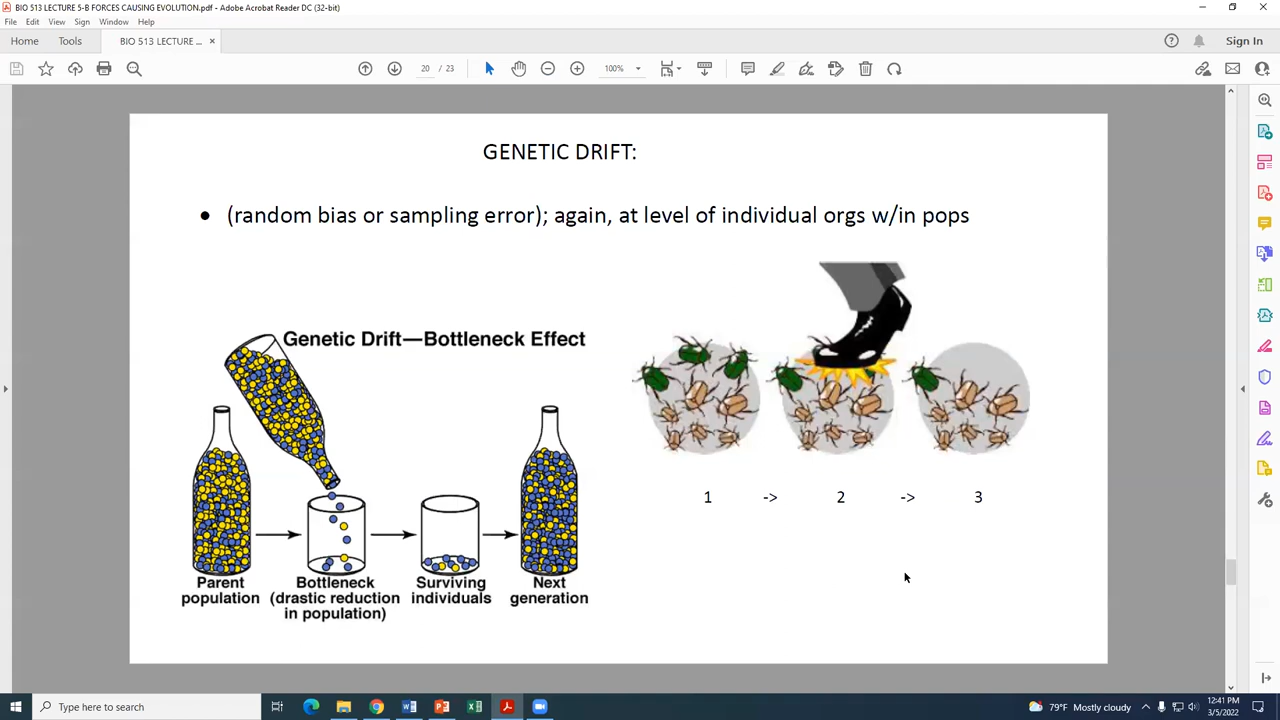 BIO 513 LECTURE 5-B FORCES CAUSING EVOLUTION.pdf - Adobe Acrobat Reader DC (32-bit)
File Edit View Sign Window Help
Home Tools BIO 513 LECTURE ... × Sign In
20 / 23 100%
GENETIC DRIFT:
• (random bias or sampling error); again, at level of individual orgs w/in pops
Genetic Drift—Bottleneck Effect
1 -> 2 -> 3
Parent population
Bottleneck (drastic reduction in population)
Surviving individuals
Next generation
Type here to search
79°F Mostly cloudy
12:41 PM
3/5/2022